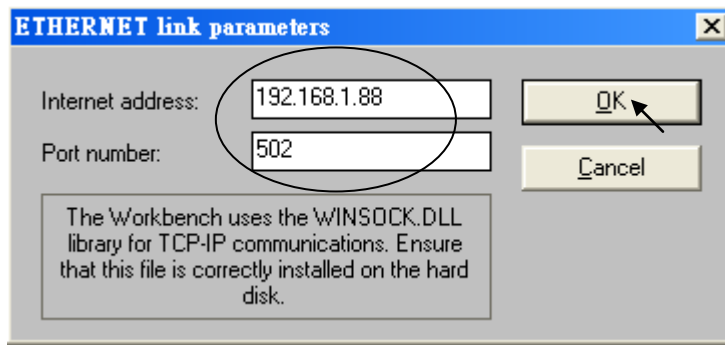 ETHERNET link parameters
Internet address: 192.168.1.88
OK
Port number: 502
Cancel
The Workbench uses the WINSOCK.DLL
library for TCP-IP communications. Ensure
that this file is correctly installed on the hard
disk.